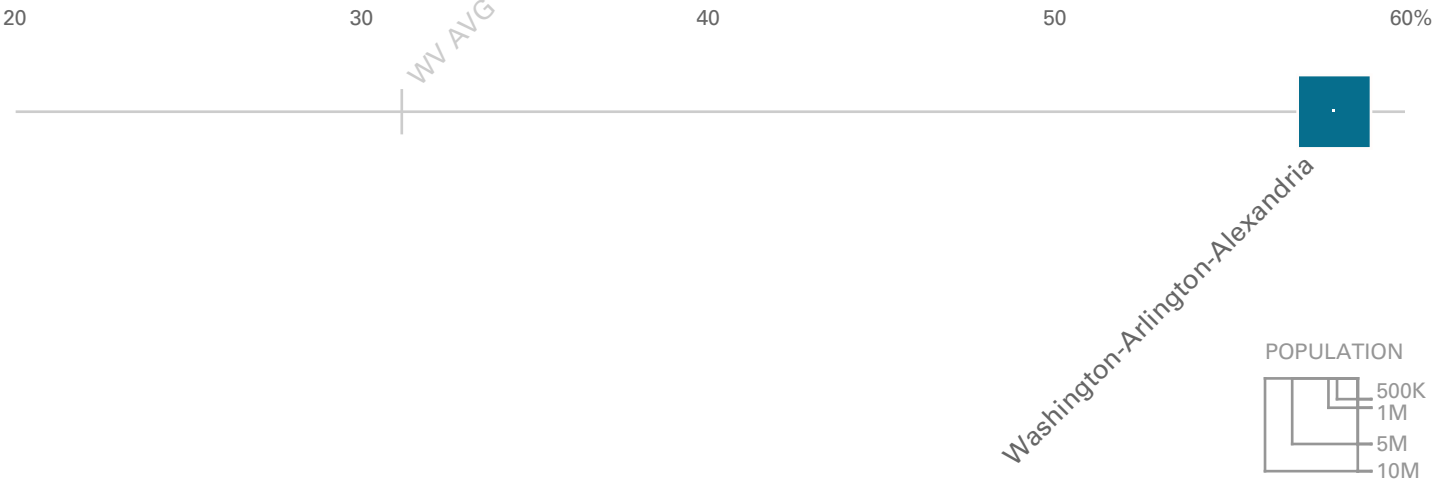 20 30 40 50 60%
WV AVG
Washington-Arlington-Alexandria
POPULATION
500K
1M
5M
10M